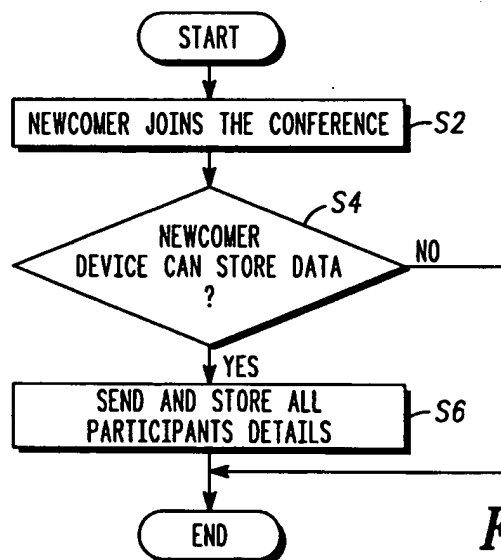 START
NEWCOMER JOINS THE CONFERENCE
S2
S4
NEWCOMER
DEVICE CAN STORE DATA
?
NO
YES
SEND AND STORE ALL
PARTICIPANTS DETAILS
S6
END
F